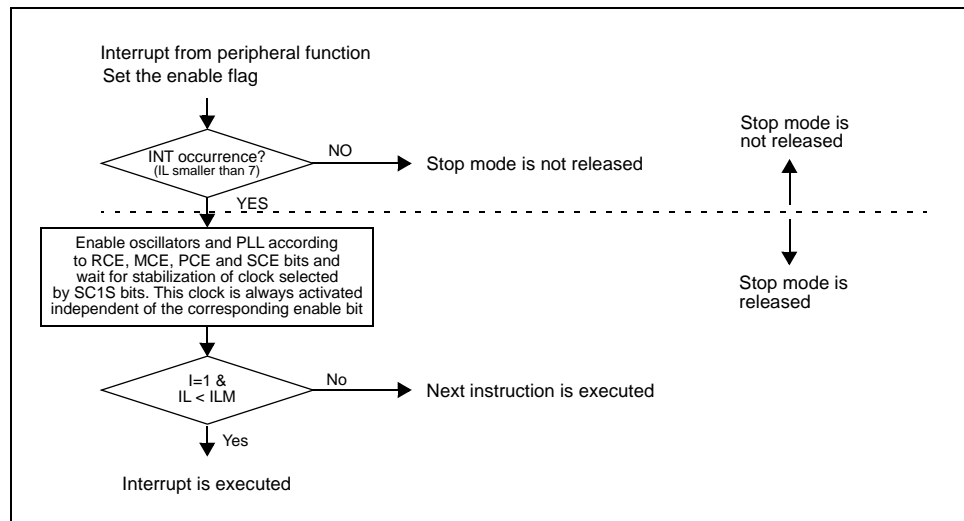 Interrupt from peripheral function
Set the enable flag
INT occurrence?
(IL smaller than 7)
NO
Stop mode is not released
YES
Stop mode is
not released
Stop mode is
released
Enable oscillators and PLL according
to RCE, MCE, PCE and SCE bits and
wait for stabilization of clock selected
by SC1S bits. This clock is always activated
independent of the corresponding enable bit
I=1 &
IL < ILM
No
Next instruction is executed
Yes
Interrupt is executed